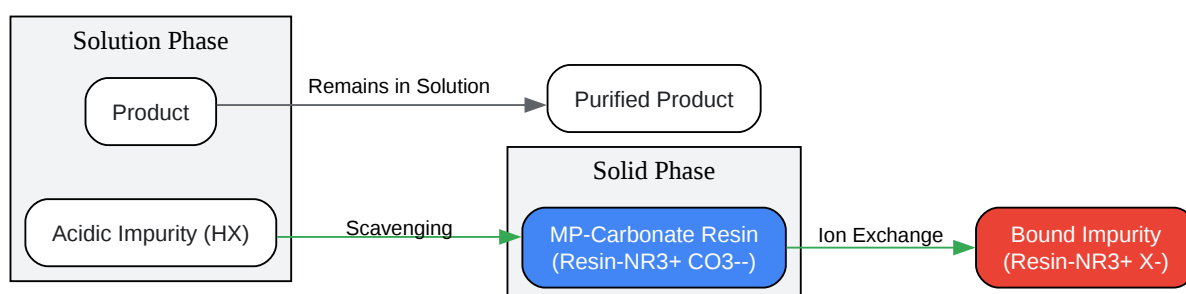 Solution Phase
Product
Remains in Solution
Purified Product
Solid Phase
Acidic Impurity (HX)
Scavenging
MP-Carbonate Resin
(Resin-NR3+ CO3--)
Ion Exchange
Bound Impurity
(Resin-NR3+ X-)